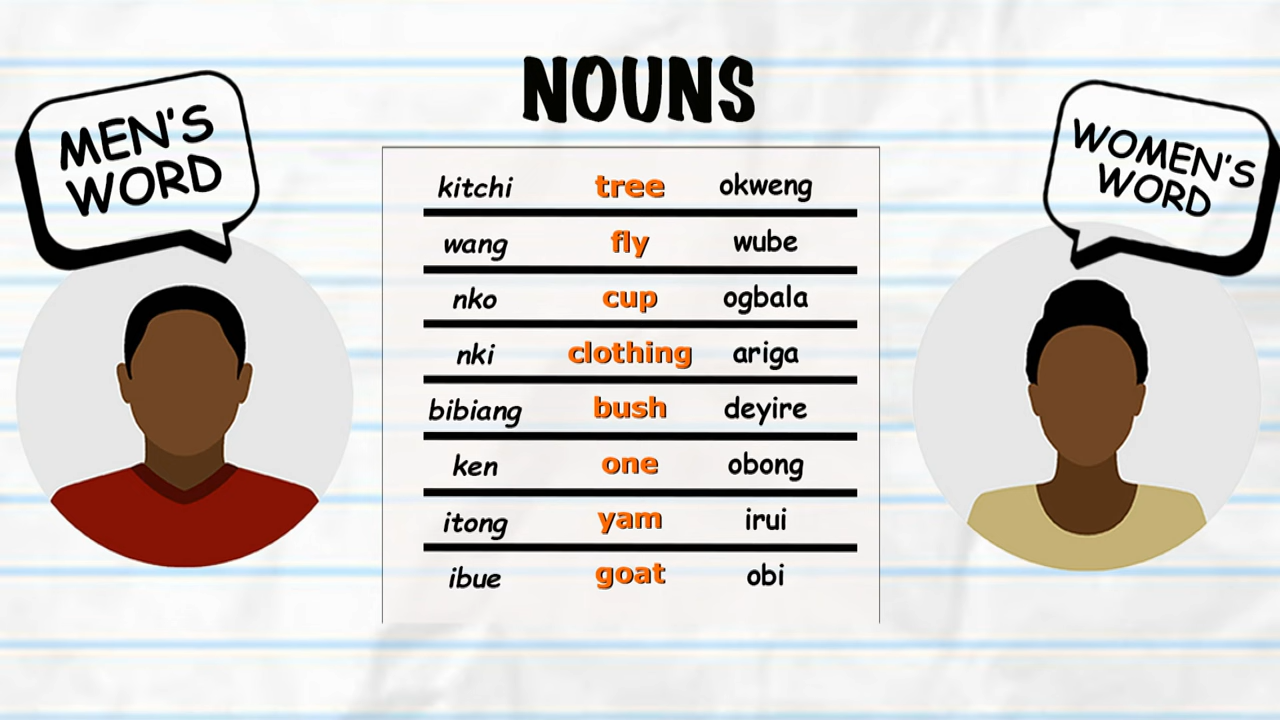 NOUNS
MEN'S
WORD
WOMEN'S
WORD
kitchi tree okweng
wang fly wube
nko cup ogbala
nki clothing ariga
bibiang bush deyire
ken one obong
itong yam irui
ibue goat obi